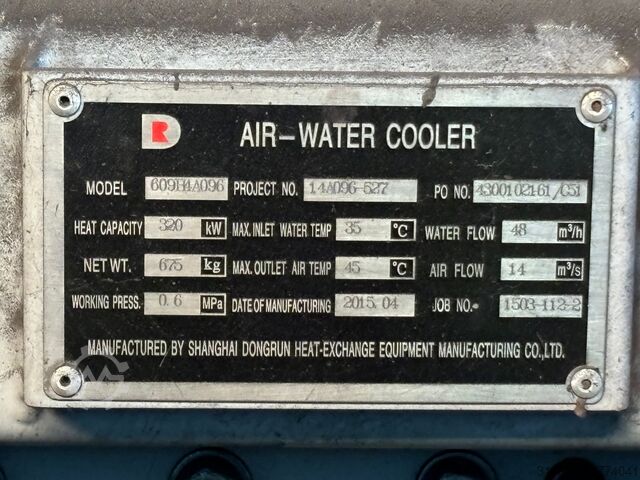 DR
AIR-WATER COOLER
MODEL 609H4A096 PROJECT NO. 14A096-527 PO NO. 4300102161/C51
HEAT CAPACITY 320 kW MAX. INLET WATER TEMP 35 °C WATER FLOW 48 m³/h
NET WT. 675 kg MAX. OUTLET AIR TEMP 45 °C AIR FLOW 14 m³/s
WORKING PRESS. 0.6 MPa DATE OF MANUFACTURING 2015.04 JOB NO. 1503-112-2
MANUFACTURED BY SHANGHAI DONGRUN HEAT-EXCHANGE EQUIPMENT MANUFACTURING CO.,LTD.